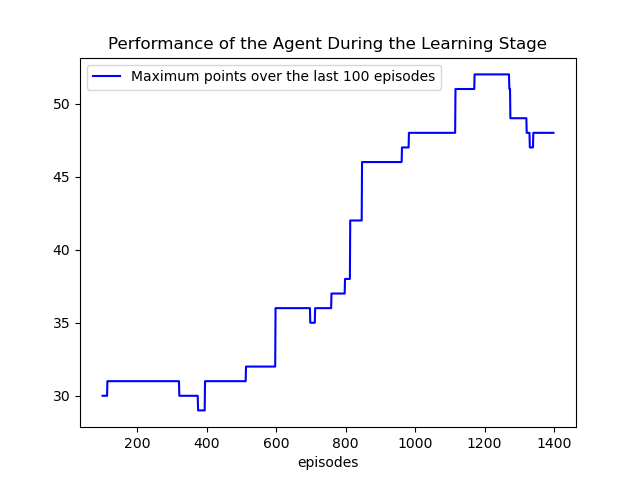 Performance of the Agent During the Learning Stage
Maximum points over the last 100 episodes
50
45
40
35
30
200 400 600 800 1000 1200 1400
episodes